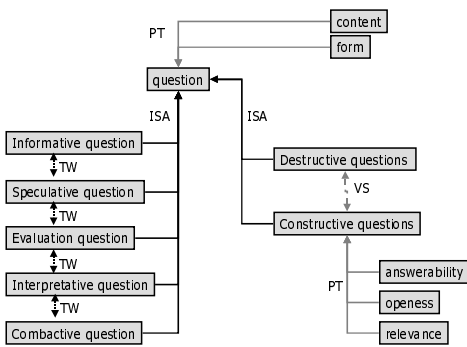 content
PT
form
question
ISA
ISA
Informative question
Destructive questions
TW
VS
Speculative question
TW
Constructive questions
Evaluation question
TW
answerability
Interpretative question
PT
openess
TW
Combactive question
relevance